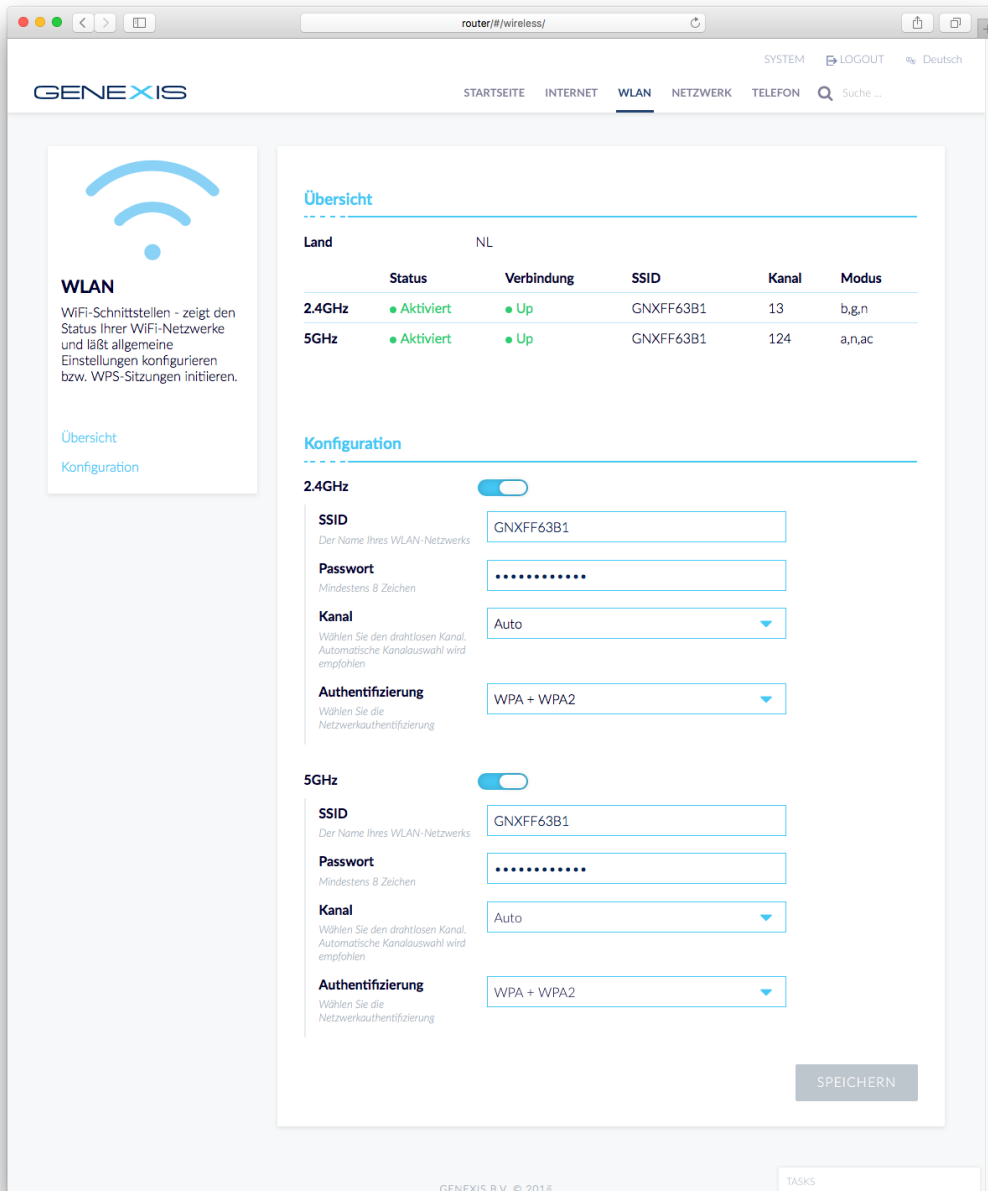 router/#/wireless/
SYSTEM LOGOUT Deutsch
GENEXIS
STARTSEITE INTERNET WLAN NETZWERK TELEFON Suche ...
WLAN
WiFi-Schnittstellen - zeigt den
Status Ihrer WiFi-Netzwerke
und läßt allgemeine
Einstellungen konfigurieren
bzw. WPS-Sitzungen initiieren.
Übersicht
Konfiguration
Übersicht
Land NL
Status Verbindung SSID Kanal Modus
2.4GHz Aktiviert Up GNXFF63B1 13 b,g,n
5GHz Aktiviert Up GNXFF63B1 124 a,n,ac
Konfiguration
2.4GHz
SSID
Der Name Ihres WLAN-Netzwerks
GNXFF63B1
Passwort
Mindestens 8 Zeichen
••••••••••••
Kanal
Wählen Sie den drahtlosen Kanal.
Automatische Kanalauswahl wird
empfohlen
Auto
Authentifizierung
Wählen Sie die
Netzwerkauthentifizierung
WPA + WPA2
5GHz
SSID
Der Name Ihres WLAN-Netzwerks
GNXFF63B1
Passwort
Mindestens 8 Zeichen
••••••••••••
Kanal
Wählen Sie den drahtlosen Kanal.
Automatische Kanalauswahl wird
empfohlen
Auto
Authentifizierung
Wählen Sie die
Netzwerkauthentifizierung
WPA + WPA2
SPEICHERN
GENEXIS B.V. ©
TASKS